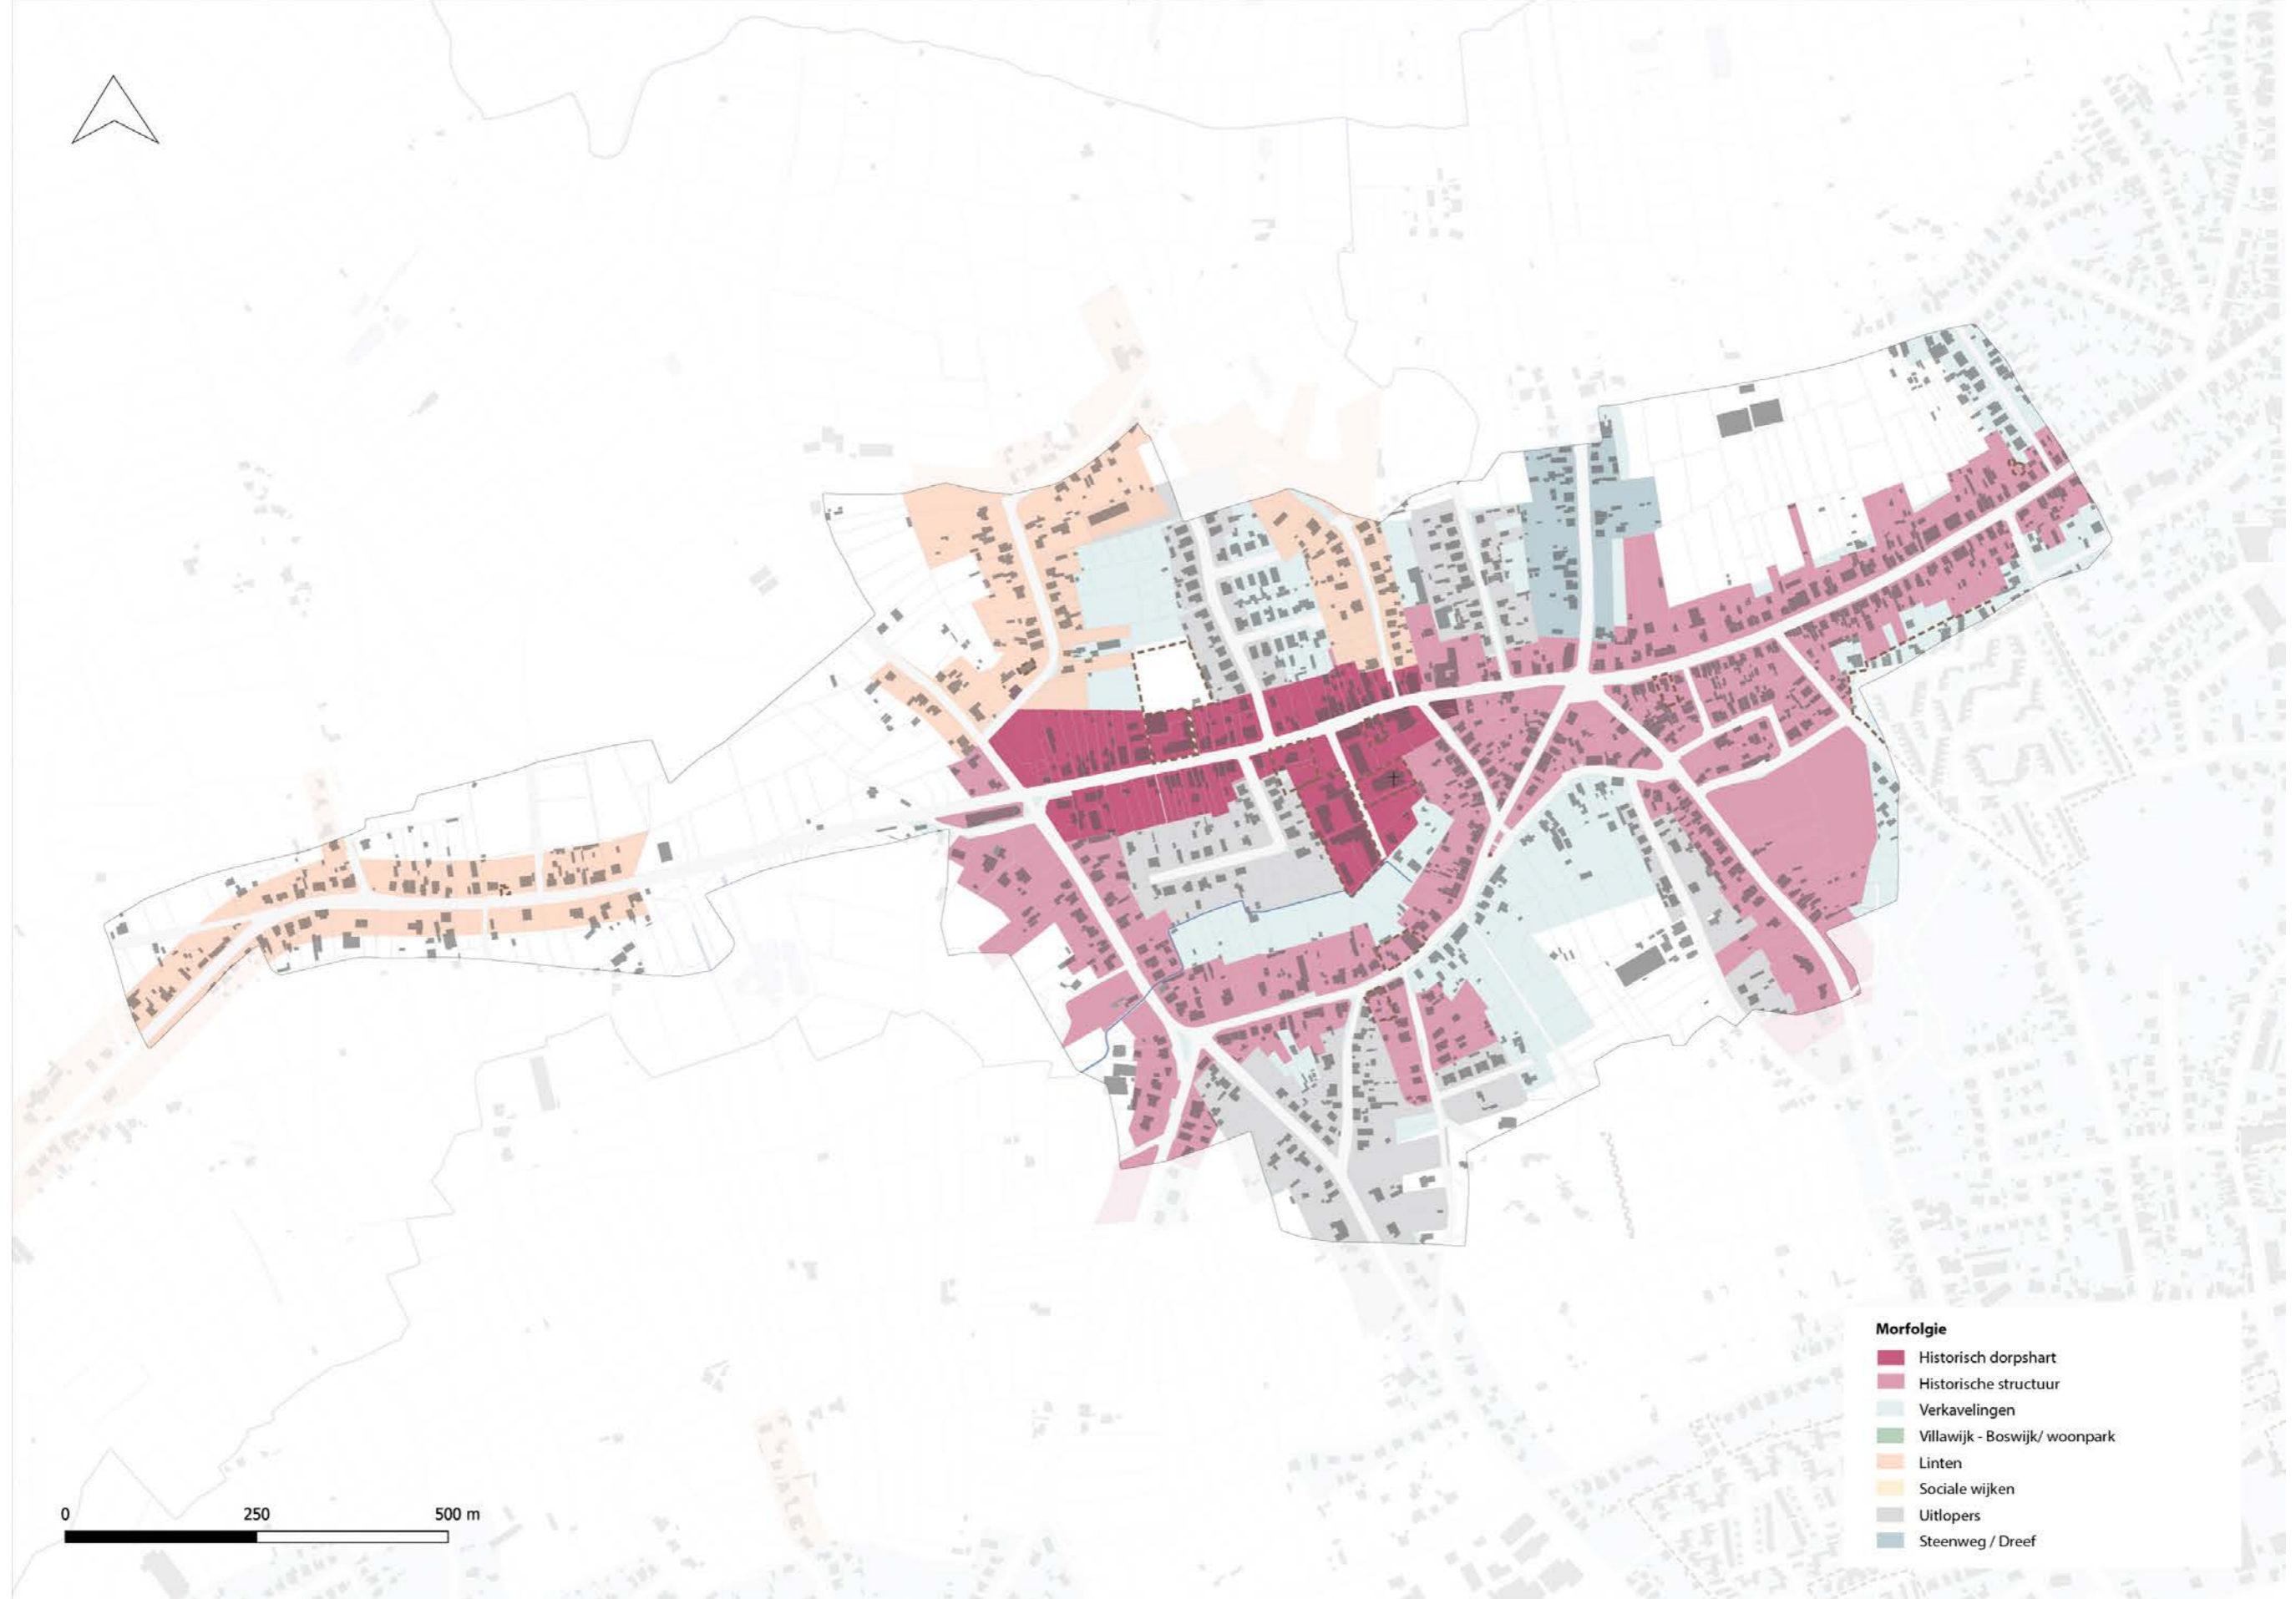 Morfolgie
Historisch dorpshart
Historische structuur
Verkavelingen
Villawijk - Boswijk/ woonpark
Linten
Sociale wijken
Uitlopers
Steenweg / Dreef
0 250 500 m